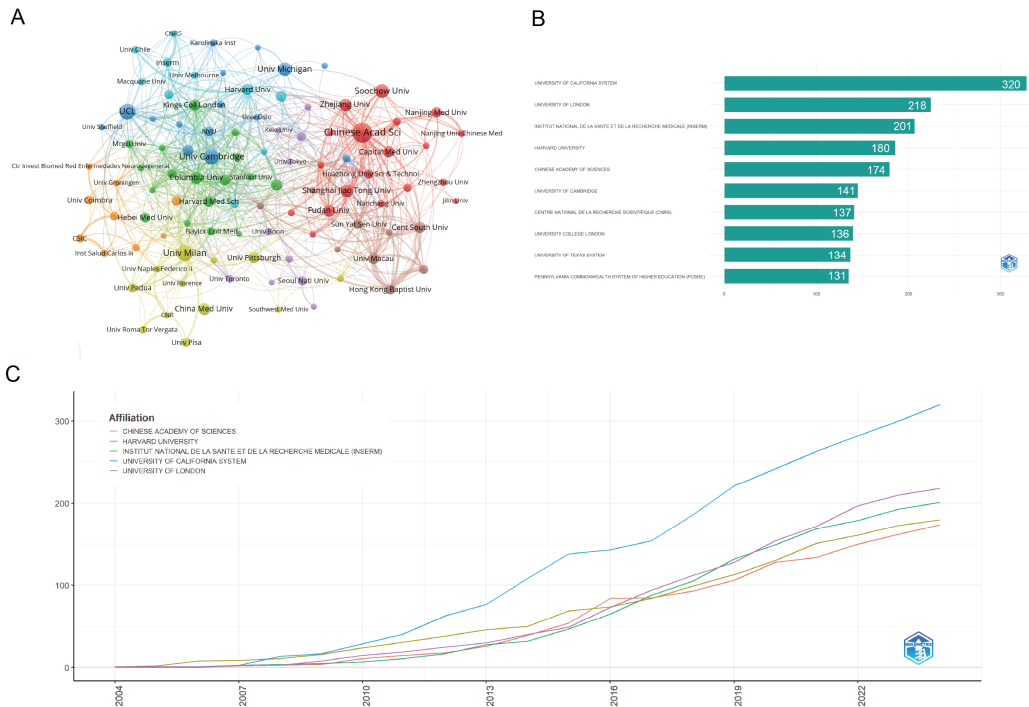 A
CNRS
Karolinska Inst
Univ Chile
Inserm
Univ Michigan
Macquarie Univ
Univ Melbourne
Harvard Univ
Soochow Univ
Kings Coll London
Zhejiang Univ
UCL
Univ Oslo
Nanjing Med Univ
Univ Sheffield
NYU
Keio Univ
Chinese Acad Sci
Nanjing Univ Chinese Med
Mcgill Univ
Univ Cambridge
Capital Med Univ
Ctr Invest Biomed Red Enfermedades Neurodegenerat
Univ Tokyo
Columbia Univ
Stanford Univ
Huazhong Univ Sci & Technol
Univ Groningen
Zhengzhou Univ
Shanghai Jiao Tong Univ
Univ Coimbra
Harvard Med Sch
Nanchang Univ
Jilin Univ
Hebei Med Univ
Fudan Univ
Baylor Coll Med
Univ Bonn
Sun Yat Sen Univ
Cent South Univ
CSIC
Inst Salud Carlos Iii
Univ Milan
Univ Pittsburgh
Univ Macau
Univ Naples Federico Ii
Univ Padua
Univ Florence
Univ Toronto
Seoul Natl Univ
Hong Kong Baptist Univ
China Med Univ
Southwest Med Univ
CNR
Univ Roma Tor Vergata
Univ Pisa
B
UNIVERSITY OF CALIFORNIA SYSTEM
320
UNIVERSITY OF LONDON
218
INSTITUT NATIONAL DE LA SANTE ET DE LA RECHERCHE MEDICALE (INSERM)
201
HARVARD UNIVERSITY
180
CHINESE ACADEMY OF SCIENCES
174
UNIVERSITY OF CAMBRIDGE
141
CENTRE NATIONAL DE LA RECHERCHE SCIENTIFIQUE (CNRS)
137
UNIVERSITY COLLEGE LONDON
136
UNIVERSITY OF TEXAS SYSTEM
134
PENNSYLVANIA COMMONWEALTH SYSTEM OF HIGHER EDUCATION (PCSHE)
131
0 100 200 300
C
Affiliation
CHINESE ACADEMY OF SCIENCES
HARVARD UNIVERSITY
INSTITUT NATIONAL DE LA SANTE ET DE LA RECHERCHE MEDICALE (INSERM)
UNIVERSITY OF CALIFORNIA SYSTEM
UNIVERSITY OF LONDON
300
200
100
0
2004 2007 2010 2013 2016 2019 2022